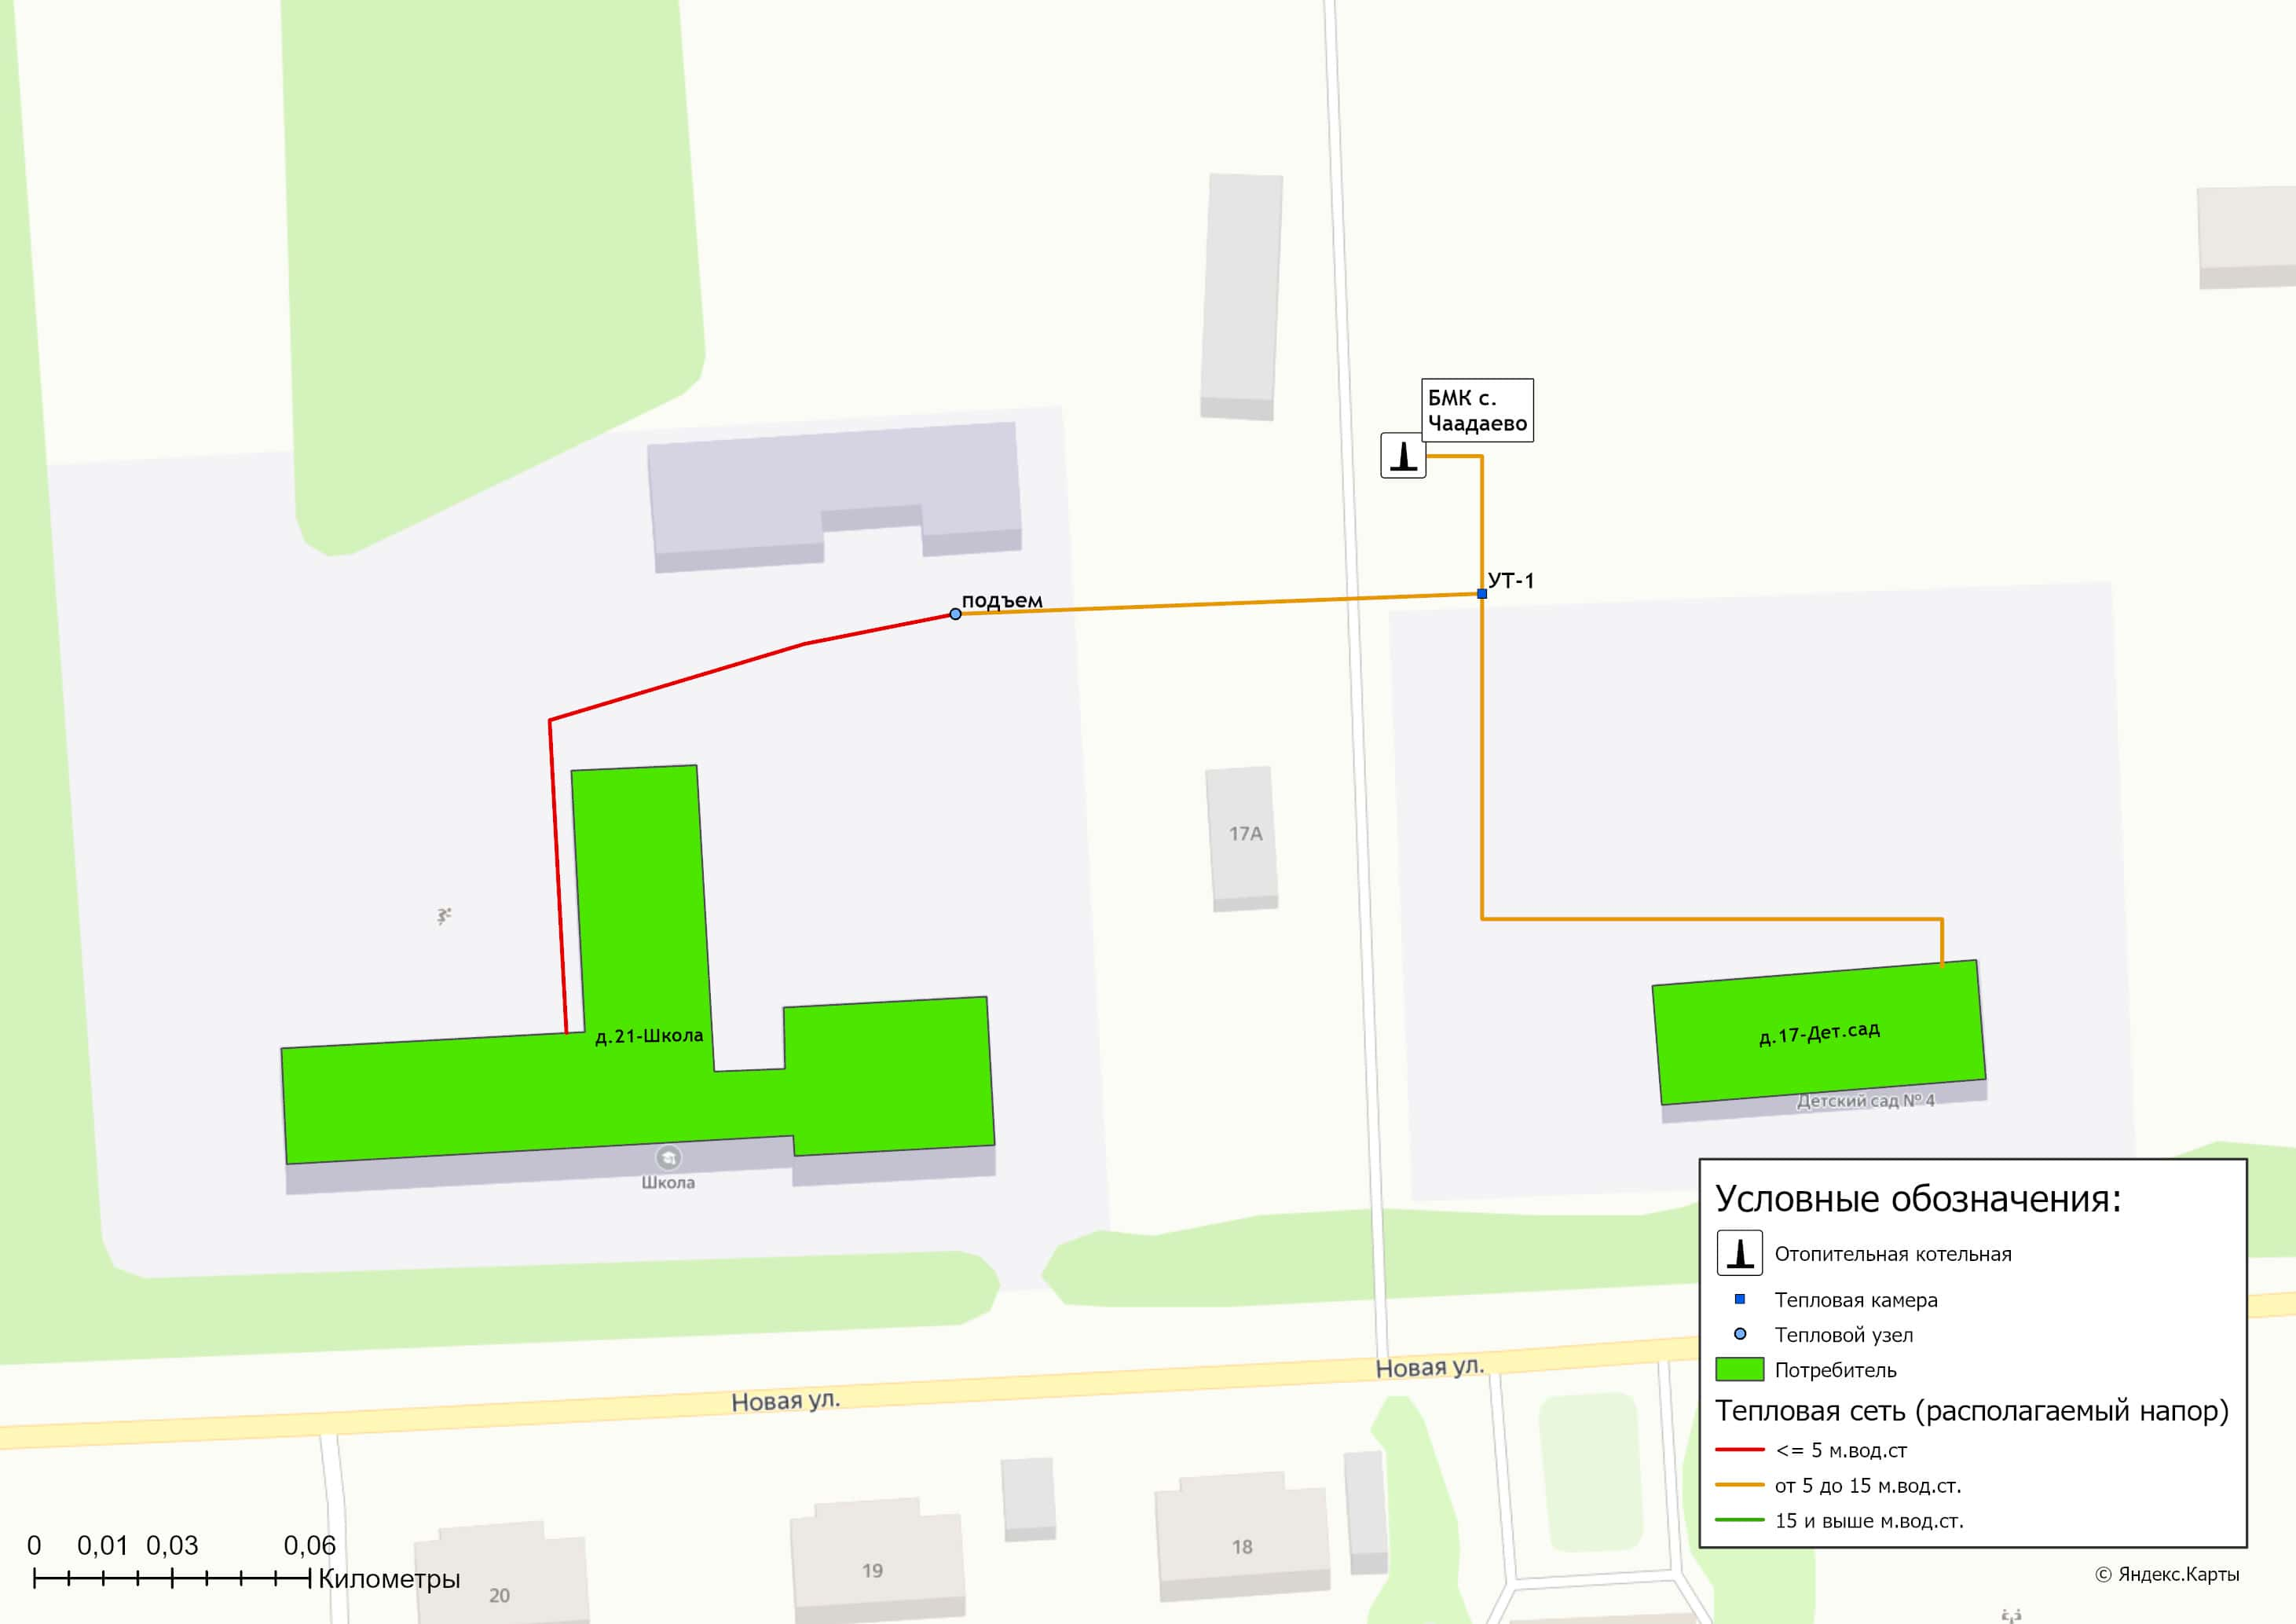 БМК с.
Чаадаево
УТ-1
подъем
17А
д.21-Школа
д.17-Дет.сад
Детский сад № 4
Школа
Новая ул.
Новая ул.
18
19
20
0 0,01 0,03 0,06
Километры
Условные обозначения:
Отопительная котельная
Тепловая камера
Тепловой узел
Потребитель
Тепловая сеть (располагаемый напор)
<= 5 м.вод.ст
от 5 до 15 м.вод.ст.
15 и выше м.вод.ст.
© Яндекс.Карты